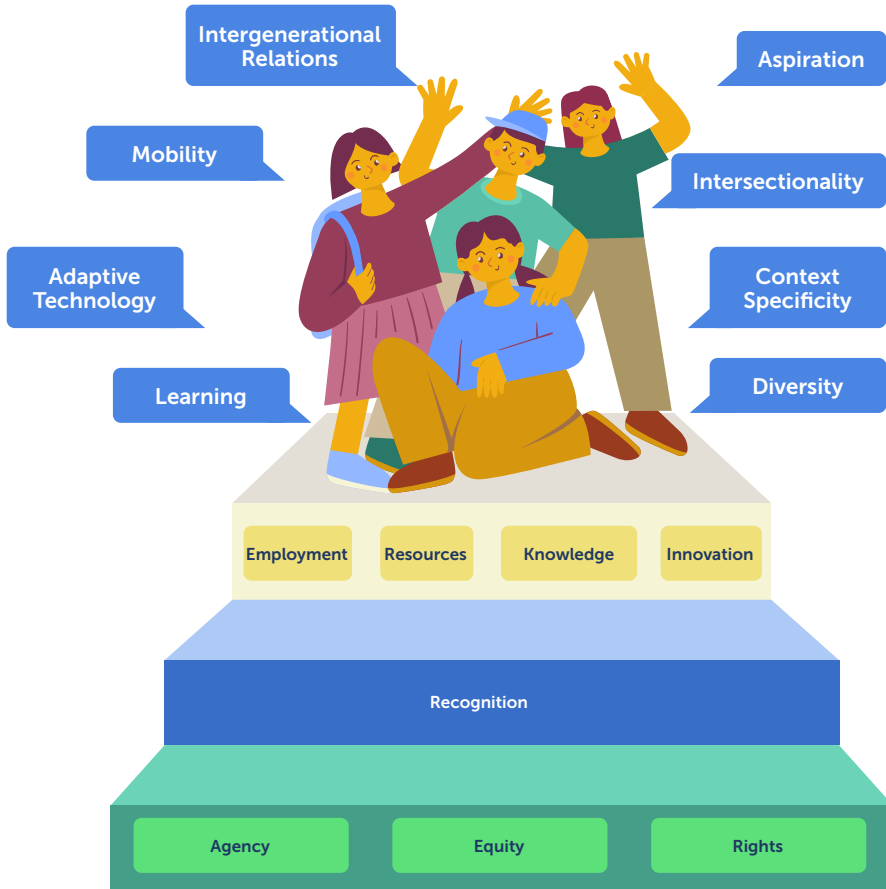 Intergenerational
Relations
Aspiration
Mobility
Intersectionality
Adaptive
Technology
Context
Specificity
Learning
Diversity
Employment
Resources
Knowledge
Innovation
Recognition
Agency
Equity
Rights